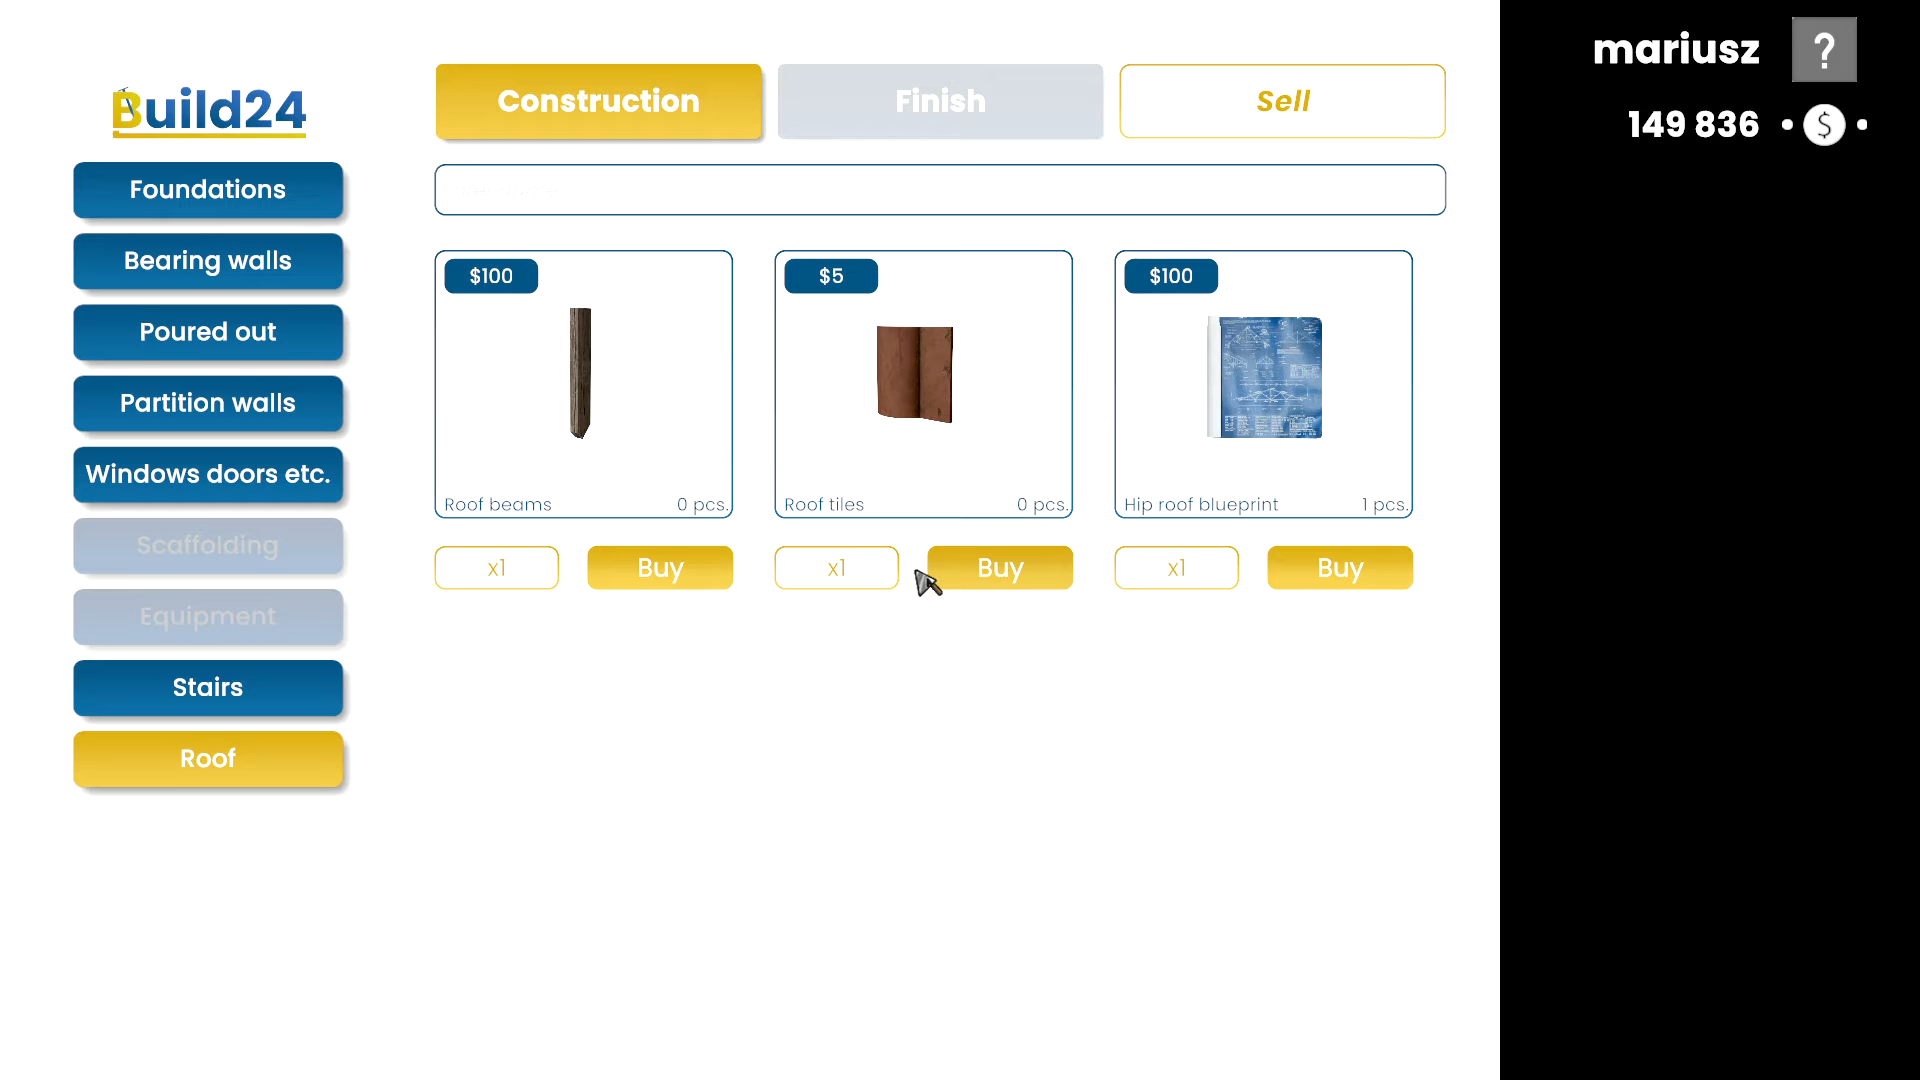 Build24
Foundations
Bearing walls
Poured out
Partition walls
Windows doors etc.
Scaffolding
Equipment
Stairs
Roof
Construction
Finish
Sell
$100
Roof beams 0 pcs.
x1 Buy
$5
Roof tiles 0 pcs.
x1 Buy
$100
Hip roof blueprint 1 pcs.
x1 Buy
mariusz
?
149 836
$